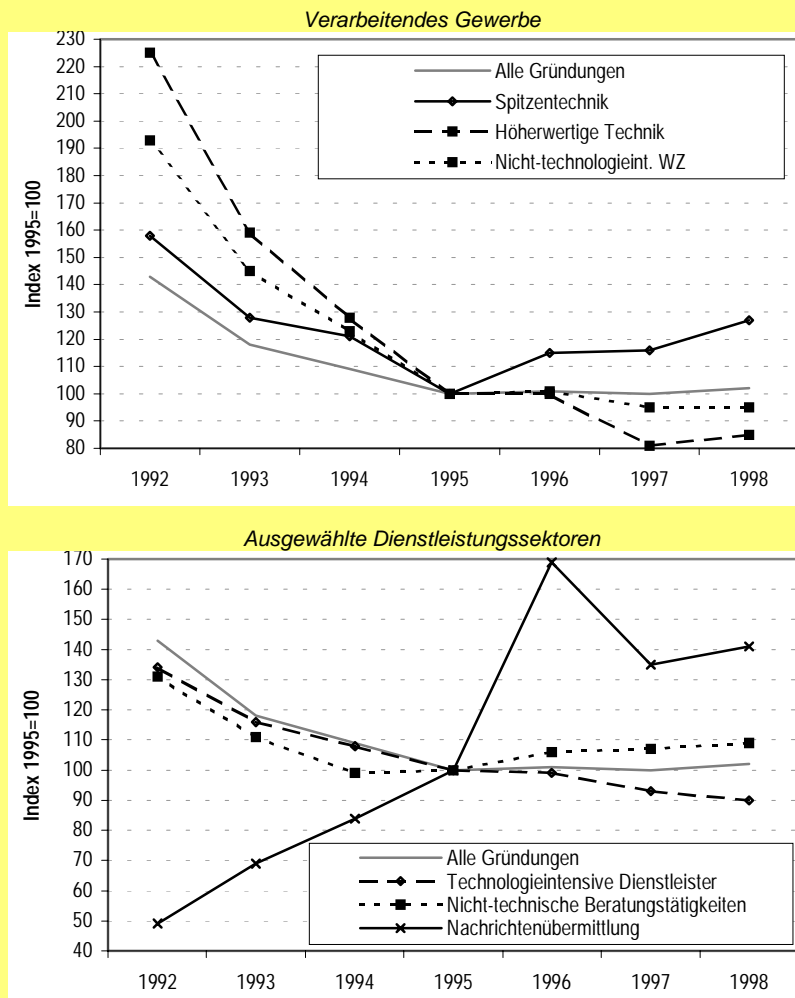 Verarbeitendes Gewerbe
230
220
210
200
190
180
170
160
150
140
130
120
110
100
90
80
Index 1995=100
Alle Gründungen
Spitzentechnik
Höherwertige Technik
Nicht-technologieint. WZ
1992 1993 1994 1995 1996 1997 1998
Ausgewählte Dienstleistungssektoren
170
160
150
140
130
120
110
100
90
80
70
60
50
40
Index 1995=100
Alle Gründungen
Technologieintensive Dienstleister
Nicht-technische Beratungstätigkeiten
Nachrichtenübermittlung
1992 1993 1994 1995 1996 1997 1998